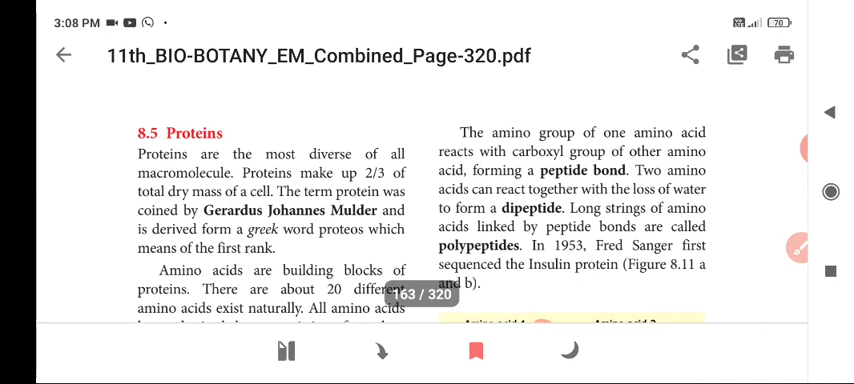 3:08 PM
70
11th_BIO-BOTANY_EM_Combined_Page-320.pdf
8.5 Proteins
Proteins are the most diverse of all
macromolecule. Proteins make up 2/3 of
total dry mass of a cell. The term protein was
coined by Gerardus Johannes Mulder and
is derived form a greek word proteos which
means of the first rank.
Amino acids are building blocks of
proteins. There are about 20 different
amino acids exist naturally. All amino acids
The amino group of one amino acid
reacts with carboxyl group of other amino
acid, forming a peptide bond. Two amino
acids can react together with the loss of water
to form a dipeptide. Long strings of amino
acids linked by peptide bonds are called
polypeptides. In 1953, Fred Sanger first
sequenced the Insulin protein (Figure 8.11 a
and b).
163 / 320